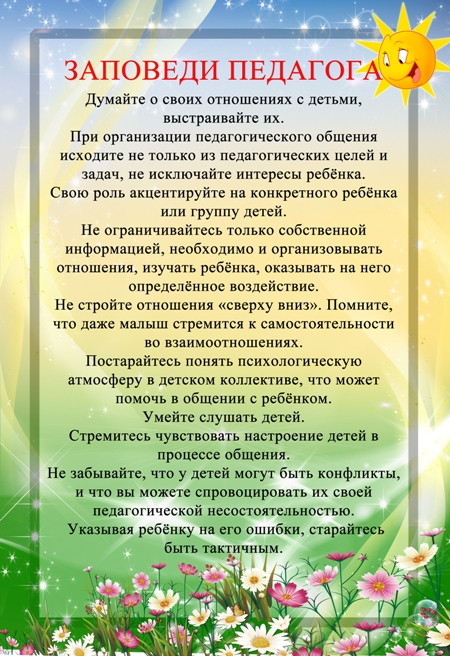 ЗАПОВЕДИ ПЕДАГОГА
Думайте о своих отношениях с детьми,
выстраивайте их.
При организации педагогического общения
исходите не только из педагогических целей и
задач, не исключайте интересы ребёнка.
Свою роль акцентируйте на конкретного ребёнка
или группу детей.
Не ограничивайтесь только собственной
информацией, необходимо и организовывать
отношения, изучать ребёнка, оказывать на него
определённое воздействие.
Не стройте отношения «сверху вниз». Помните,
что даже малыш стремится к самостоятельности
во взаимоотношениях.
Постарайтесь понять психологическую
атмосферу в детском коллективе, что может
помочь в общении с ребёнком.
Умейте слушать детей.
Стремитесь чувствовать настроение детей в
процессе общения.
Не забывайте, что у детей могут быть конфликты,
и что вы можете спровоцировать их своей
педагогической несостоятельностью.
Указывая ребёнку на его ошибки, старайтесь
быть тактичным.